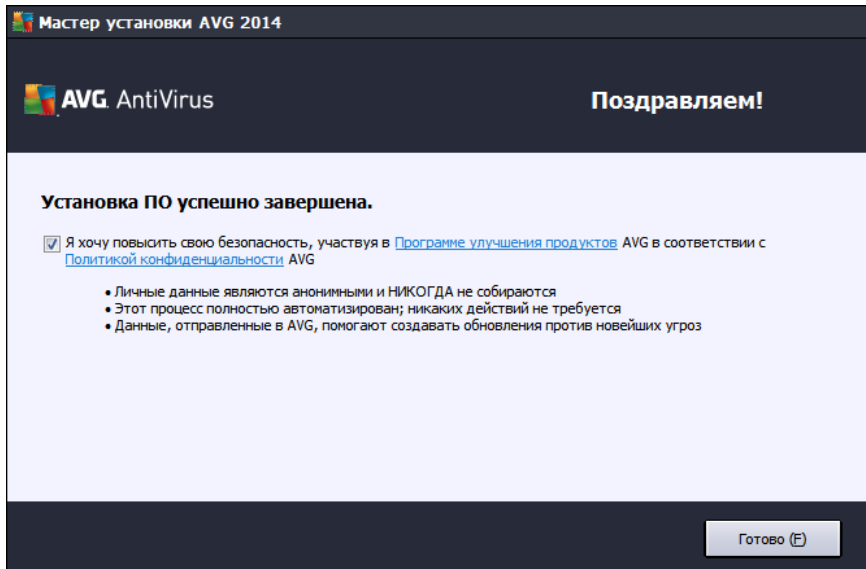 Мастер установки AVG 2014
AVG. AntiVirus
Поздравляем!
Установка ПО успешно завершена.
Я хочу повысить свою безопасность, участвуя в Программе улучшения продуктов AVG в соответствии с
Политикой конфиденциальности AVG
• Личные данные являются анонимными и НИКОГДА не собираются
• Этот процесс полностью автоматизирован; никаких действий не требуется
• Данные, отправленные в AVG, помогают создавать обновления против новейших угроз
Готово (F)